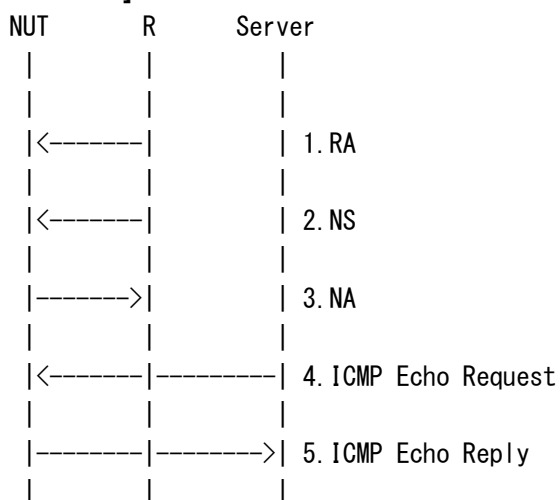 NUT R Server
| | |
| | |
|<-------| | 1.RA
| | |
|<-------| | 2.NS
| | |
|------->| | 3.NA
| | |
|<-------|---------| 4.ICMP Echo Request
| | |
|--------|-------->| 5.ICMP Echo Reply
| | |